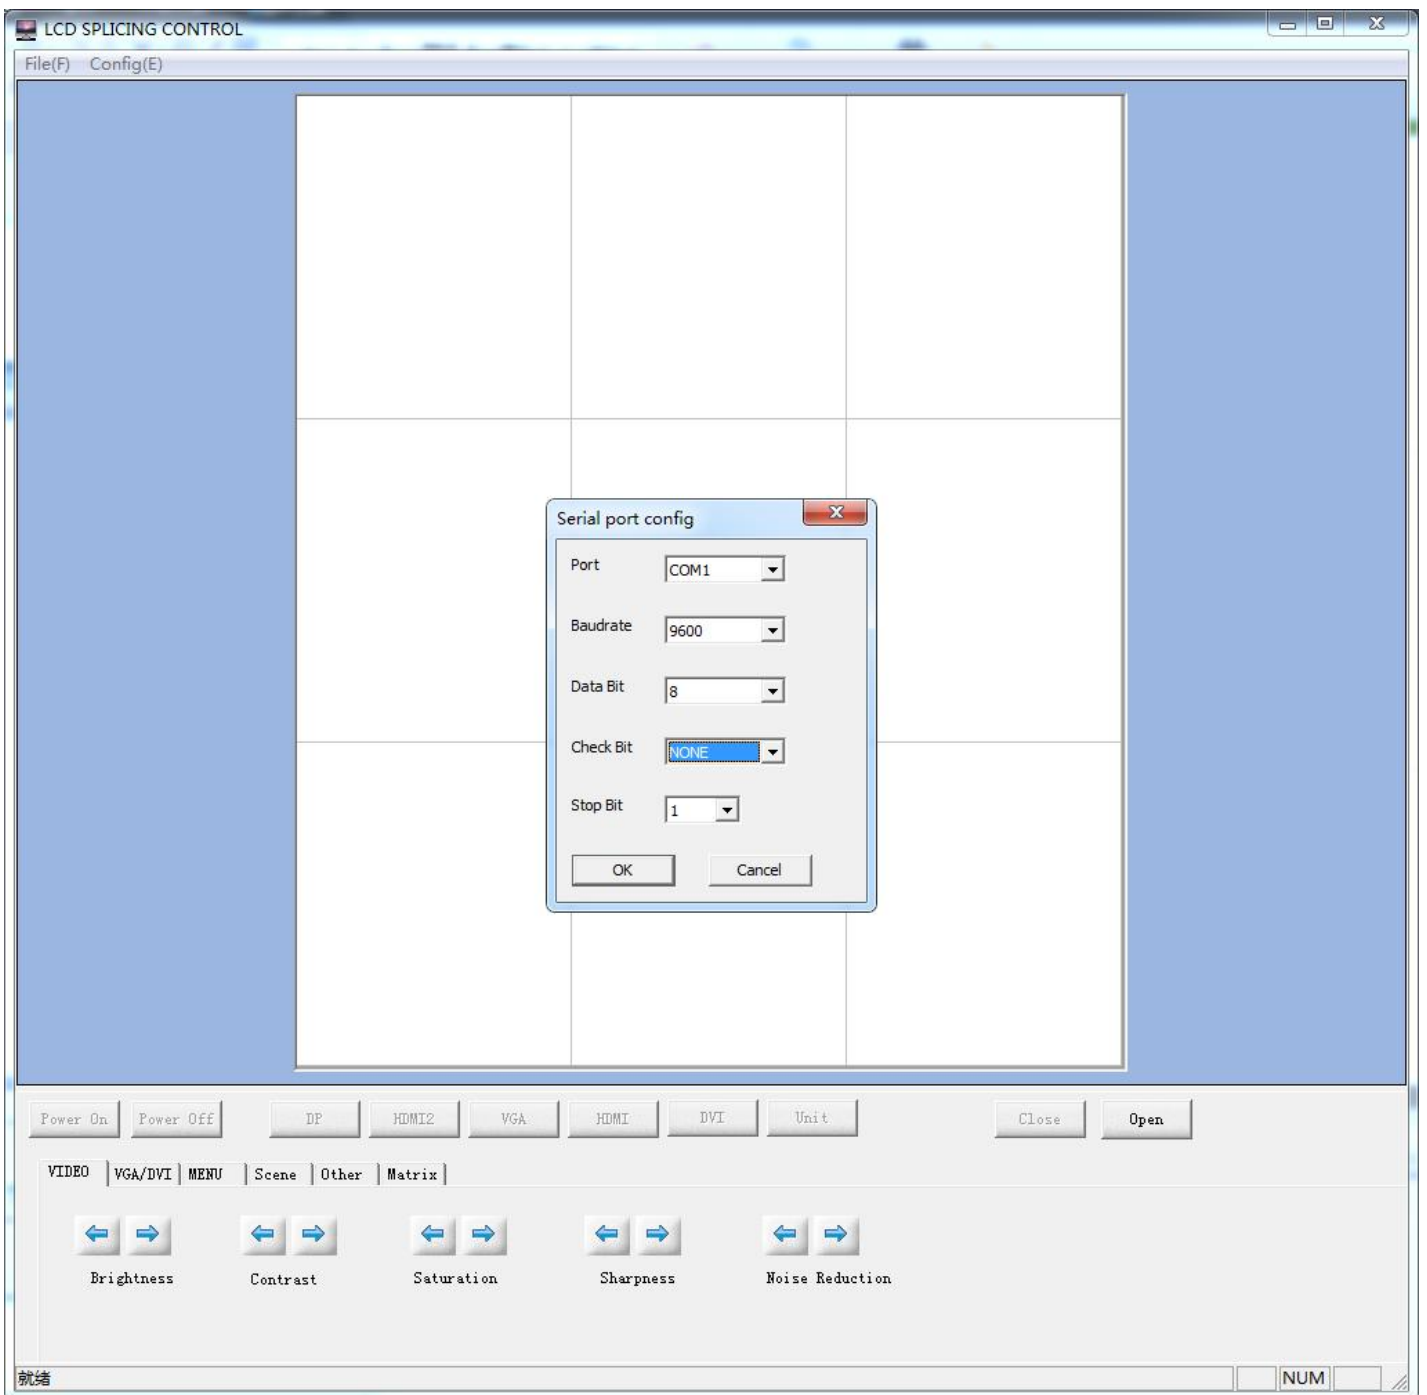 LCD SPLICING CONTROL
File(F) Config(E)
Serial port config
Port COM1
Baudrate 9600
Data Bit 8
Check Bit NONE
Stop Bit 1
OK Cancel
Power On Power Off DP HDMI2 VGA HDMI DVI Unit Close Open
VIDEO VGA/DVI MENU Scene Other Matrix
Brightness Contrast Saturation Sharpness Noise Reduction
就绪 NUM